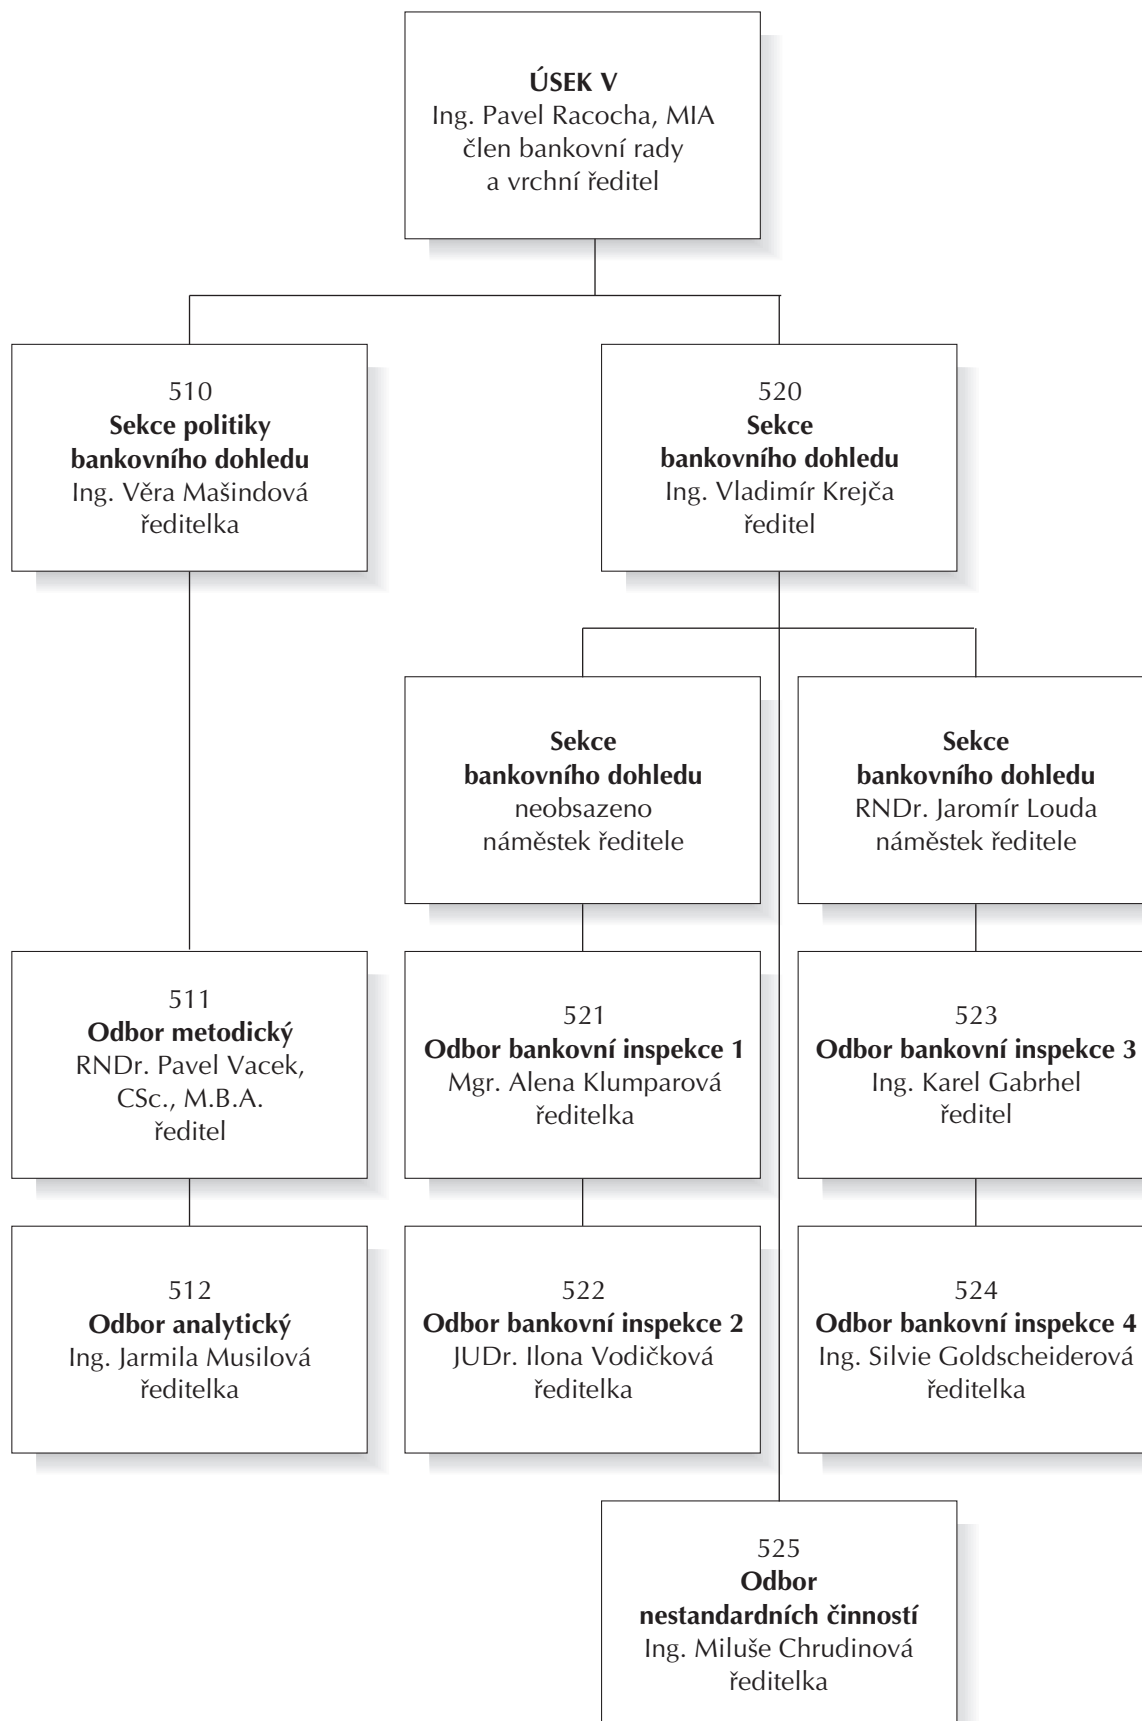 ÚSEK V
Ing. Pavel Racocha, MIA
člen bankovní rady
a vrchní ředitel
510
Sekce politiky
bankovního dohledu
Ing. Věra Mašindová
ředitelka
520
Sekce
bankovního dohledu
Ing. Vladimír Krejča
ředitel
Sekce
bankovního dohledu
neobsazeno
náměstek ředitele
Sekce
bankovního dohledu
RNDr. Jaromír Louda
náměstek ředitele
511
Odbor metodický
RNDr. Pavel Vacek,
CSc., M.B.A.
ředitel
521
Odbor bankovní inspekce 1
Mgr. Alena Klumparová
ředitelka
523
Odbor bankovní inspekce 3
Ing. Karel Gabrhel
ředitel
512
Odbor analytický
Ing. Jarmila Musilová
ředitelka
522
Odbor bankovní inspekce 2
JUDr. Ilona Vodičková
ředitelka
524
Odbor bankovní inspekce 4
Ing. Silvie Goldscheiderová
ředitelka
525
Odbor
nestandardních činností
Ing. Miluše Chrudinová
ředitelka